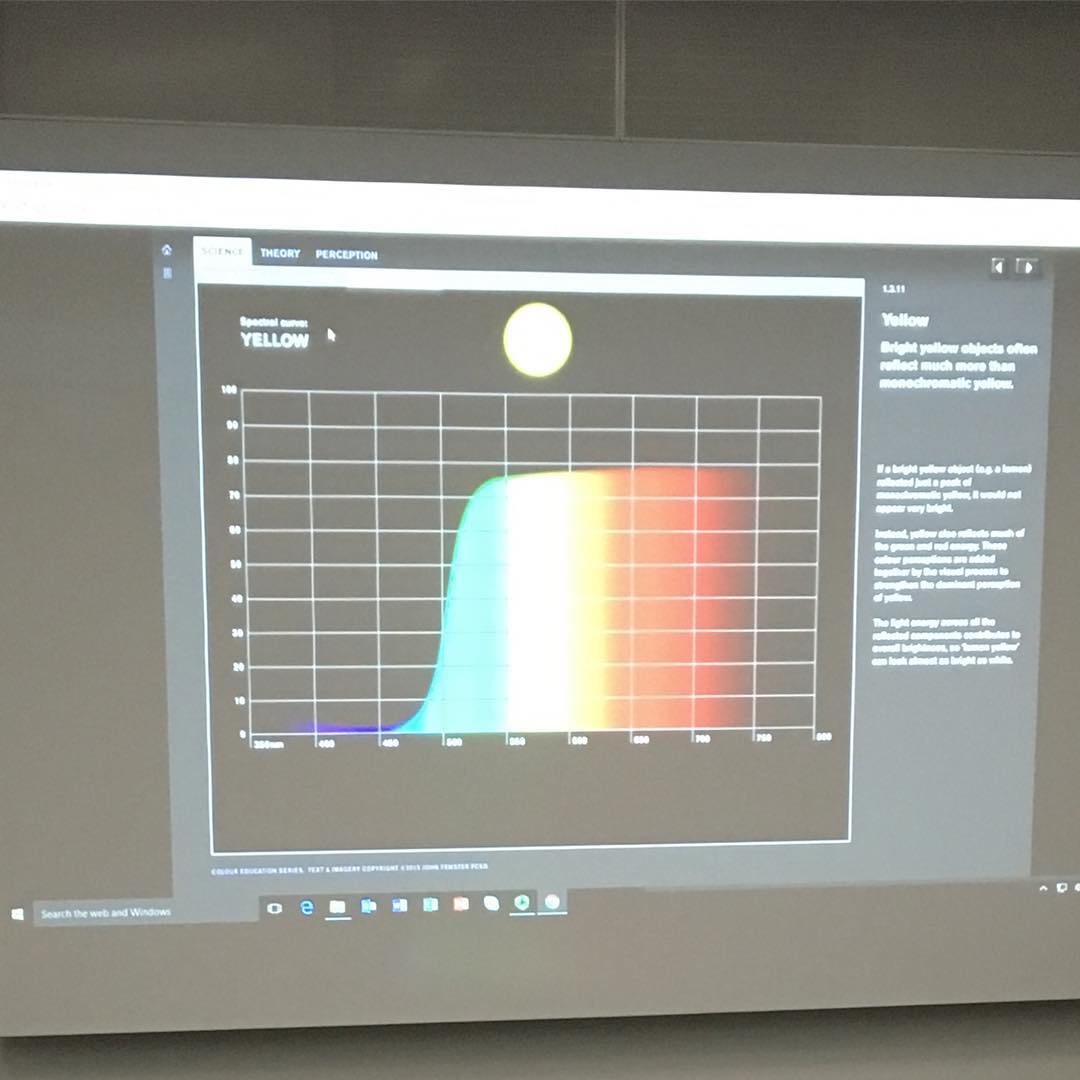 SCIENCE THEORY PERCEPTION
1.3.11
Spectral curve:
YELLOW
Yellow
Bright yellow objects often
reflect much more than
monochromatic yellow.
If a bright yellow object (e.g. a lemon)
reflected just a peak of
monochromatic yellow, it would not
appear very bright.
Instead, yellow also reflects much of
the green and red energy. These
colour perceptions are added
together by the visual process to
strengthen the dominant perception
of yellow.
The light energy across all the
reflected components contributes to
overall brightness, so 'lemon yellow'
can look almost as bright as white.
100
90
80
70
60
50
40
30
20
10
0
350nm 400 450 500 550 600 650 700 750 800
COLOUR EDUCATION SERIES. TEXT & IMAGERY COPYRIGHT ©2015 JOHN
Search the web and Windows